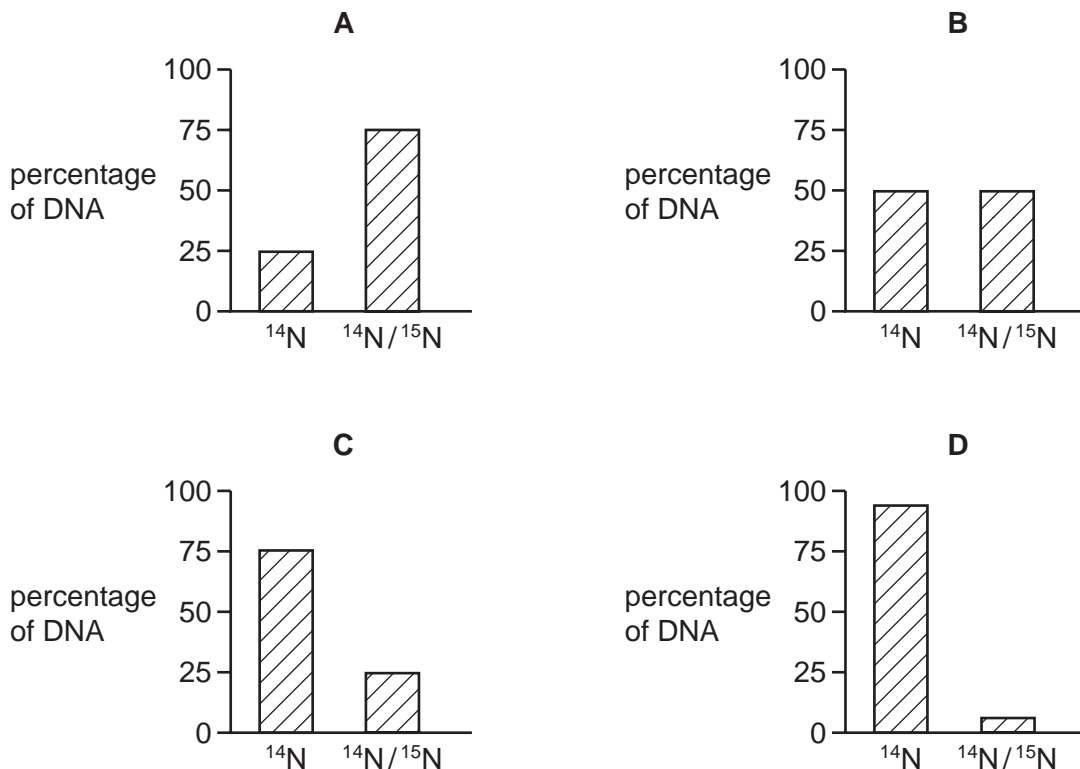 A
100
75
percentage
of DNA
50
25
0
¹⁴N ¹⁴N/¹⁵N
B
100
75
percentage
of DNA
50
25
0
¹⁴N ¹⁴N/¹⁵N
C
100
75
percentage
of DNA
50
25
0
¹⁴N ¹⁴N/¹⁵N
D
100
75
percentage
of DNA
50
25
0
¹⁴N ¹⁴N/¹⁵N